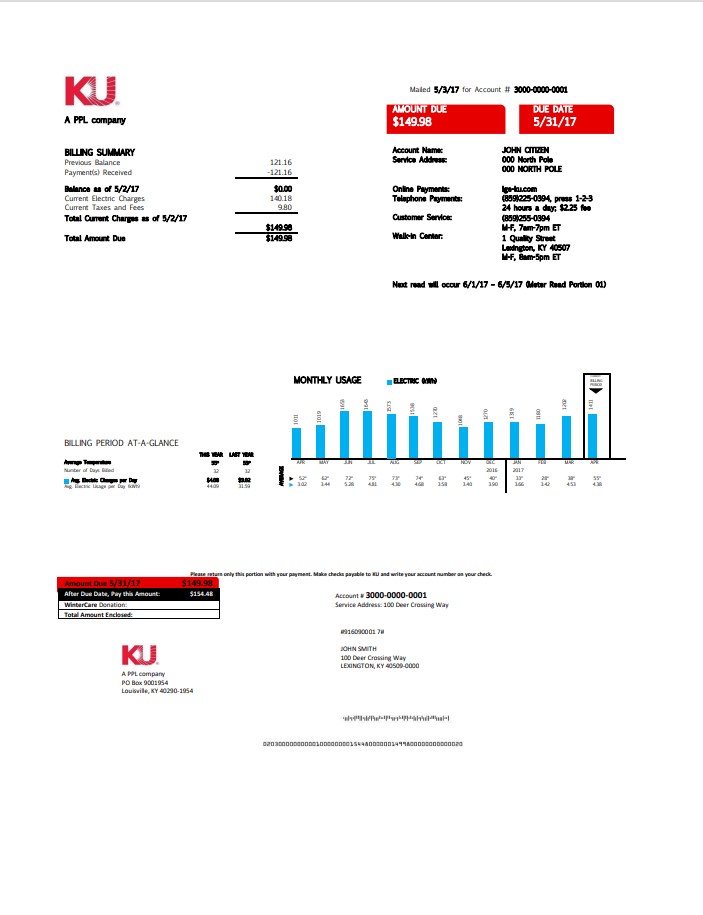 KU
A PPL company
Mailed 5/3/17 for Account # 3000-0000-0001
AMOUNT DUE
$149.98
DUE DATE
5/31/17
BILLING SUMMARY
Previous Balance 121.16
Payment(s) Received -121.16
Balance as of 5/2/17 $0.00
Current Electric Charges 140.18
Current Taxes and Fees 9.80
Total Current Charges as of 5/2/17
$149.98
Total Amount Due $149.98
Account Name: JOHN CITIZEN
Service Address: 000 North Pole
000 NORTH POLE
Online Payments: lge-ku.com
Telephone Payments: (859)225-0394, press 1-2-3
24 hours a day; $2.25 fee
Customer Service: (859)255-0394
M-F, 7am-7pm ET
Walk-in Center: 1 Quality Street
Lexington, KY 40507
M-F, 8am-5pm ET
Next read will occur 6/1/17 – 6/5/17 (Meter Read Portion 01)
MONTHLY USAGE
ELECTRIC (kWh)
BILLING
PERIOD
1011 1019 1653 1643 1573 1538 1270 1270 1319 1180 1262 1411
APR MAY JUN JUL AUG SEP OCT NOV DEC JAN FEB MAR APR
2016 2017
AVERAGE
52° 62° 72° 75° 73° 74° 63° 45° 40° 33° 28° 38° 55°
3.02 3.44 5.28 4.81 4.30 4.68 3.58 3.40 3.90 3.66 3.42 4.53 4.38
BILLING PERIOD AT-A-GLANCE
THIS YEAR LAST YEAR
Average Temperature 55° 55°
Number of Days Billed 32 32
Avg. Electric Charges per Day $4.38 $3.02
Avg. Electric Usage per Day (kWh) 44.09 31.59
Please return only this portion with your payment. Make checks payable to KU and write your account number on your check.
Amount Due 5/31/17 $149.98
After Due Date, Pay this Amount: $154.48
WinterCare Donation:
Total Amount Enclosed:
Account # 3000-0000-0001
Service Address: 100 Deer Crossing Way
#916090001 7#
JOHN SMITH
100 Deer Crossing Way
LEXINGTON, KY 40509-0000
KU
A PPL company
PO Box 9001954
Louisville, KY 40290-1954